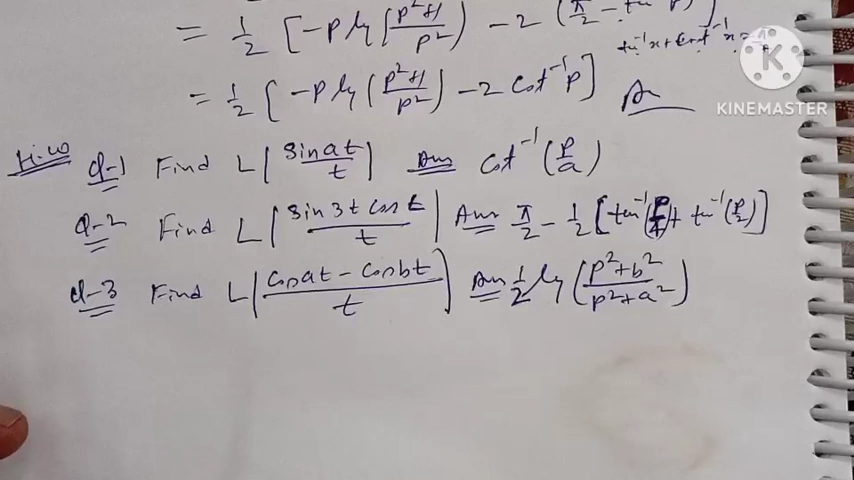 = 1/2 [-p log (p²+1/p²) - 2 (π/2 - tan⁻¹ p)]
tan⁻¹x + cot⁻¹x = π/2
= 1/2 [-p log (p²+1/p²) - 2 cot⁻¹p] Ans
KINEMASTER
H.W
Q-1 Find L(sin at/t) Ans cot⁻¹(p/a)
Q-2 Find L(sin 3t cos t/t) Ans π/2 - 1/2 [tan⁻¹(p/4) + tan⁻¹(p/2)]
Q-3 Find L(cos at - cos bt/t) Ans 1/2 log (p²+b²/p²+a²)